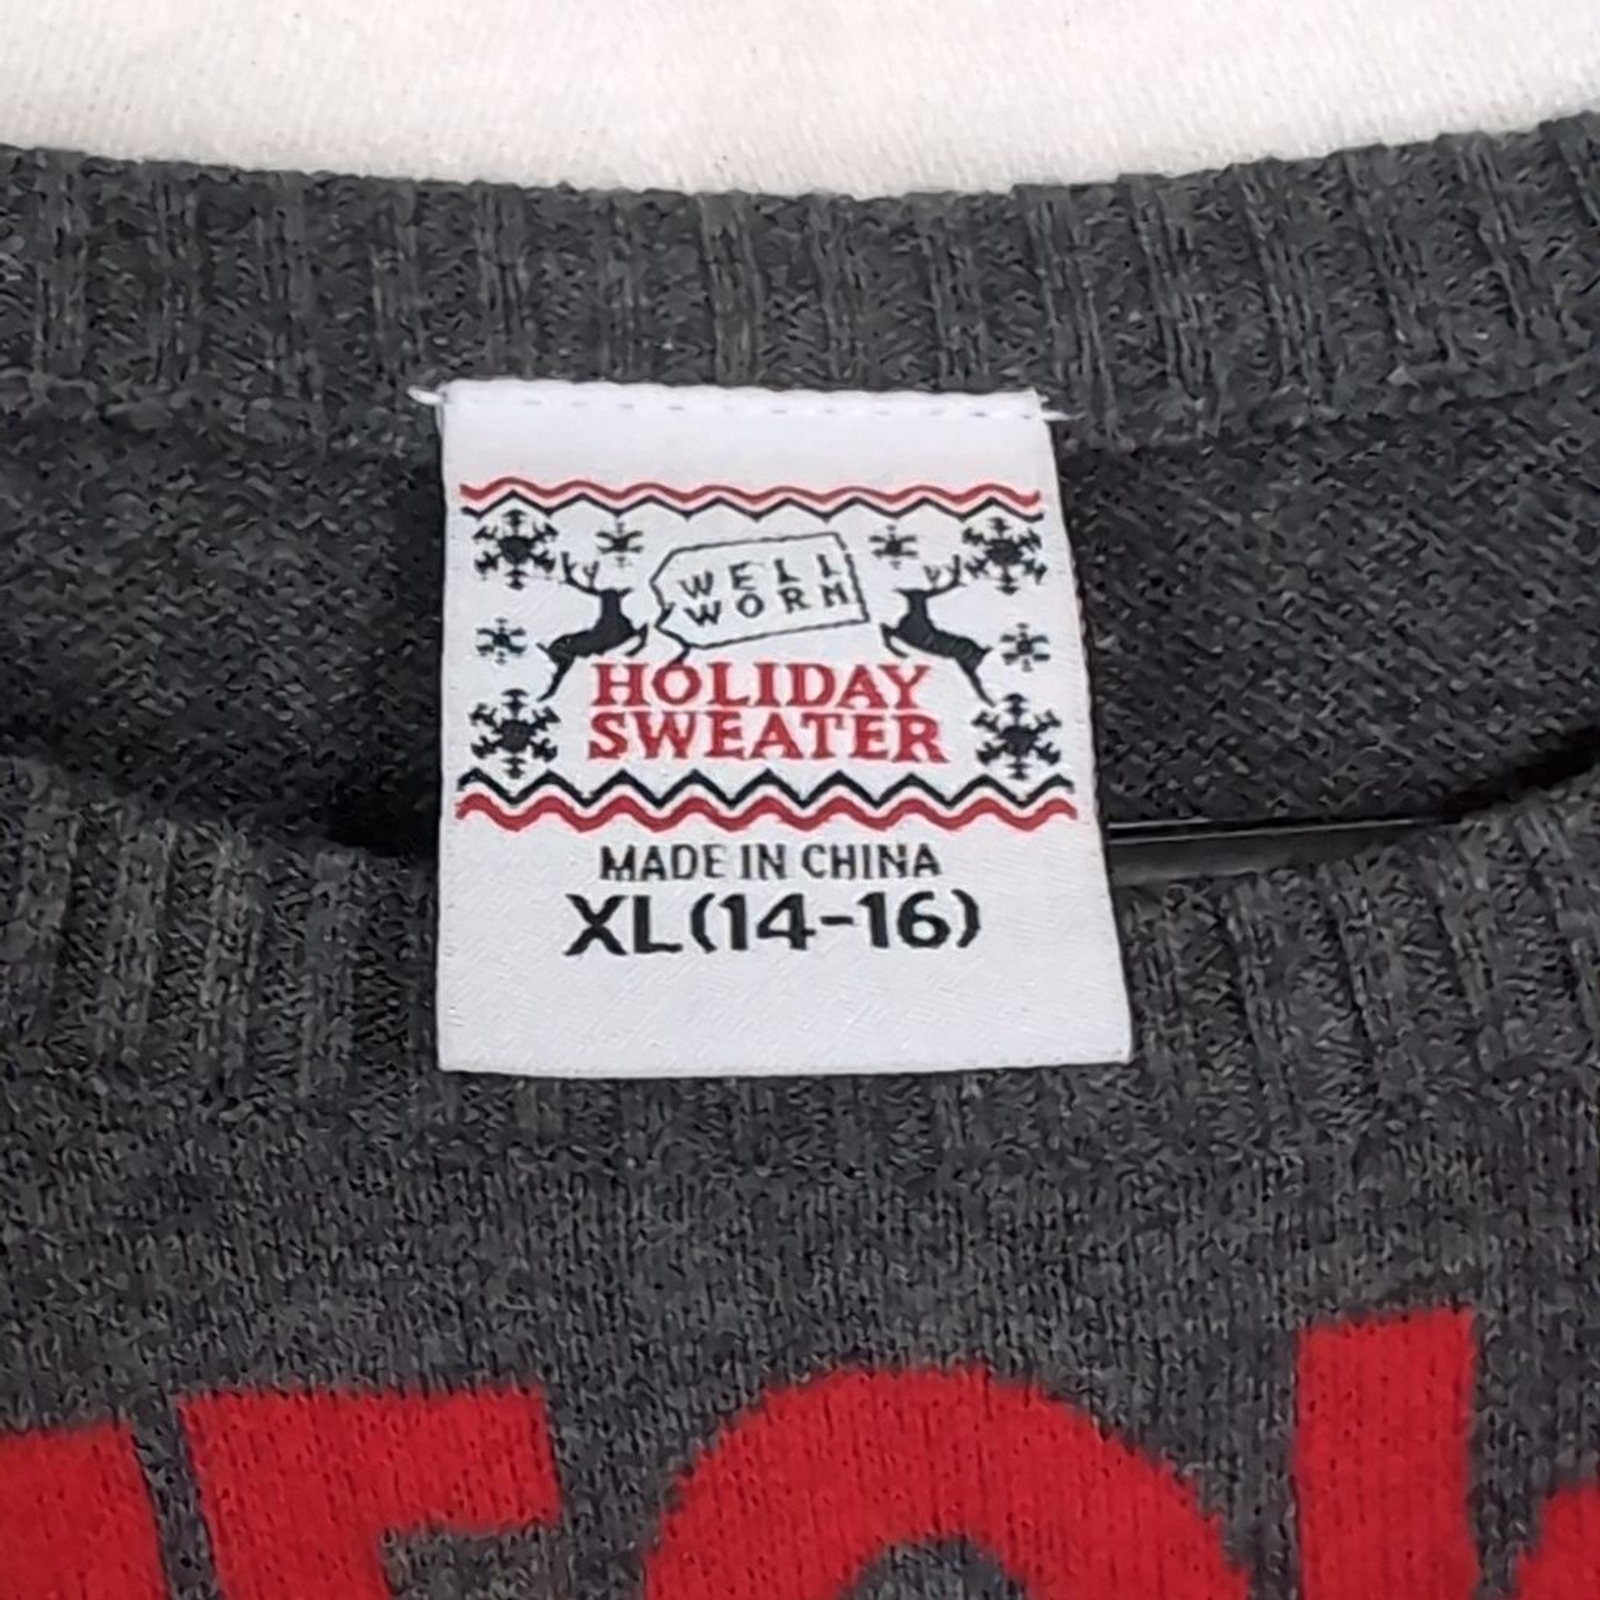 WELL
WORN
HOLIDAY
SWEATER
MADE IN CHINA
XL(14-16)